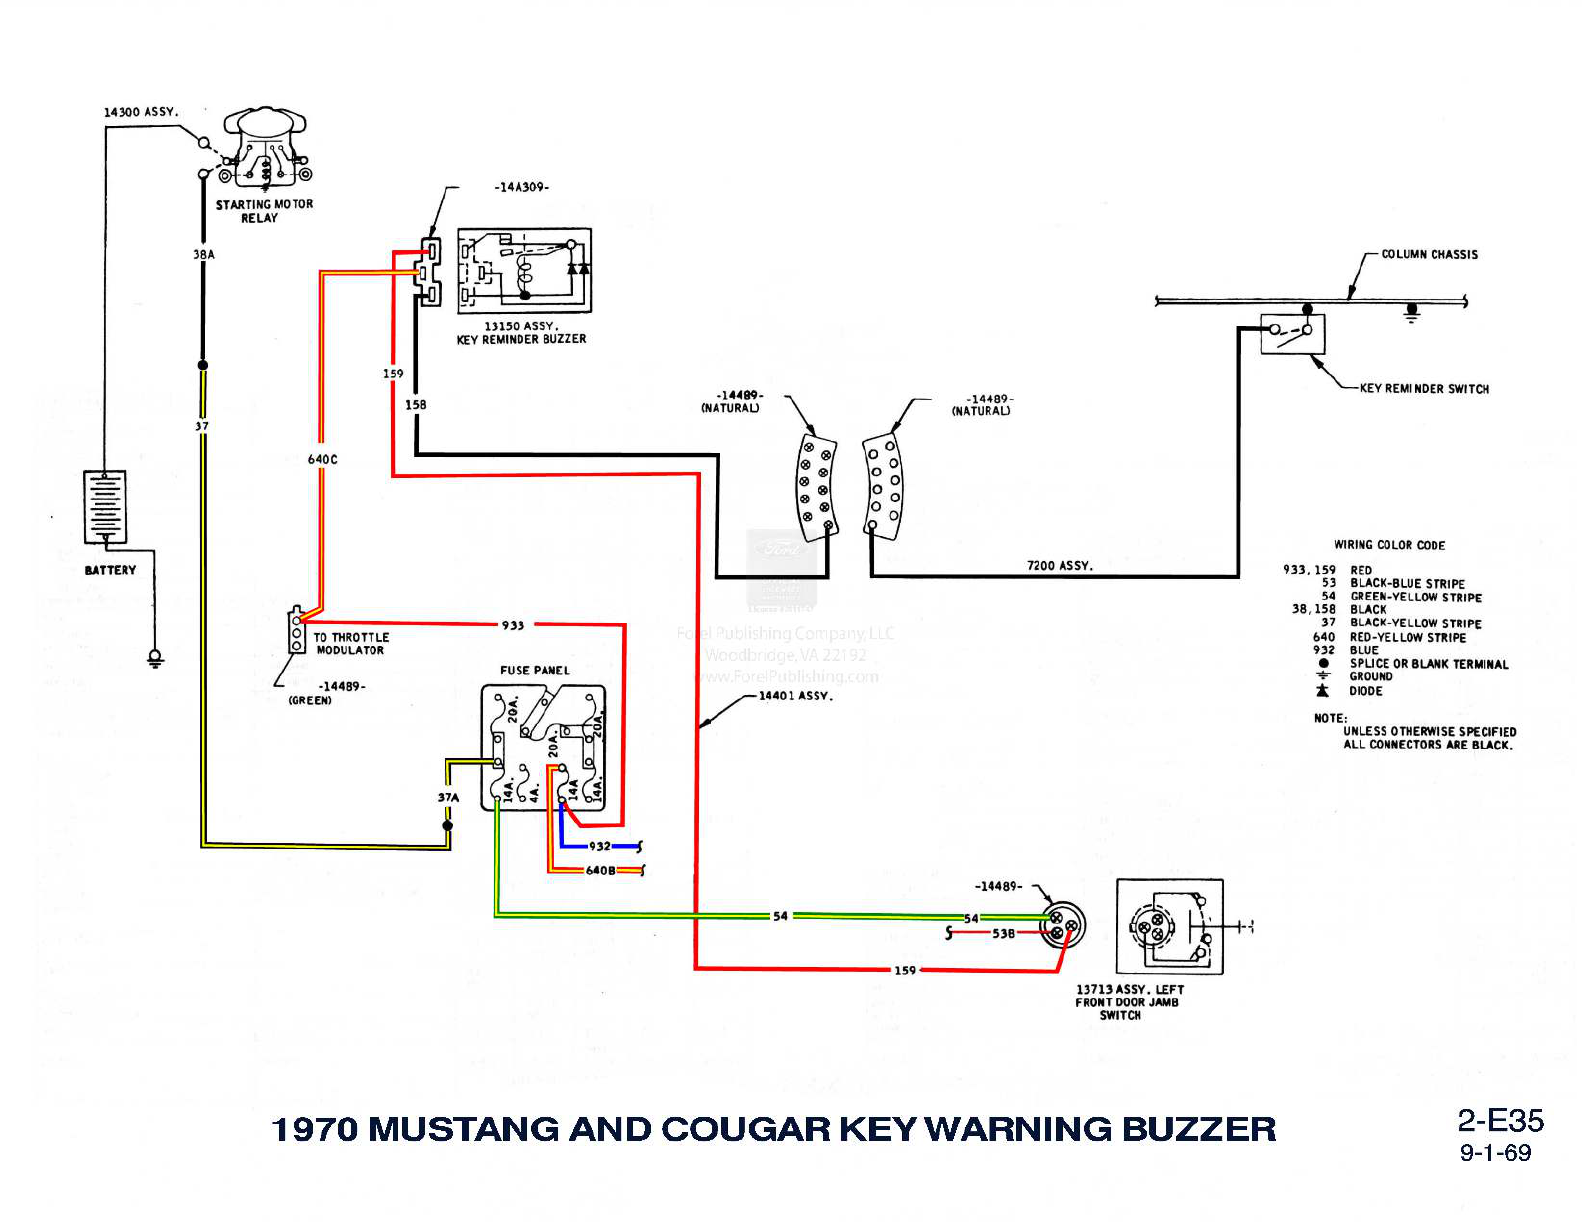 14300 ASSY.
STARTING MOTOR
RELAY
-14A309-
38A
COLUMN CHASSIS
13150 ASSY.
KEY REMINDER BUZZER
159
158
KEY REMINDER SWITCH
-14489-
(NATURAL)
-14489-
(NATURAL)
37
640C
BATTERY
7200 ASSY.
WIRING COLOR CODE
933,159 RED
53 BLACK-BLUE STRIPE
54 GREEN-YELLOW STRIPE
38,158 BLACK
37 BLACK-YELLOW STRIPE
640 RED-YELLOW STRIPE
932 BLUE
SPLICE OR BLANK TERMINAL
GROUND
DIODE
NOTE:
UNLESS OTHERWISE SPECIFIED
ALL CONNECTORS ARE BLACK.
Ford
933
TO THROTTLE
MODULATOR
Forel Publishing Company, LLC
Woodbridge, VA 22192
www.ForelPublishing.com
-14489-
(GREEN)
FUSE PANEL
14401 ASSY.
20A.
20A.
20A.
14A.
4A.
14A
14A.
37A
932
640B
54
54
-14489-
53B
159
13713 ASSY. LEFT
FRONT DOOR JAMB
SWITCH
1970 MUSTANG AND COUGAR KEY WARNING BUZZER
2-E35
9-1-69